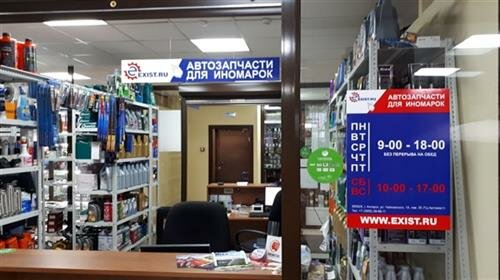 EXIST.RU
АВТОЗАПЧАСТИ
ДЛЯ ИНОМАРОК
EXIST.RU
АВТОЗАПЧАСТИ
ДЛЯ ИНОМАРОК
ПН
ВТ
СР
ЧТ
ПТ
9-00 - 18-00
БЕЗ ПЕРЕРЫВА НА ОБЕД
СБ
ВС
10-00 - 17-00
WWW.EXIST.RU